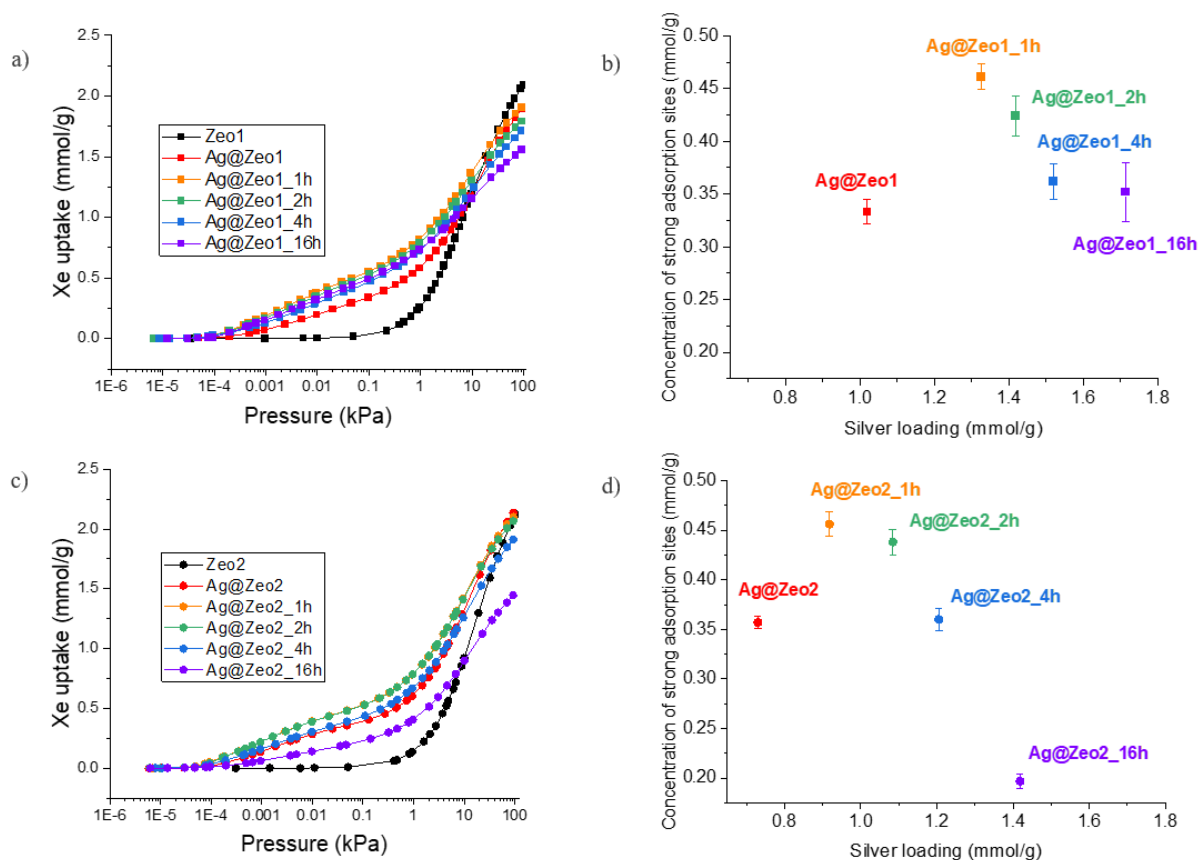 a)
Xe uptake (mmol/g)
2.5
2.0
1.5
1.0
0.5
0.0
Zeo1
Ag@Zeo1
Ag@Zeo1_1h
Ag@Zeo1_2h
Ag@Zeo1_4h
Ag@Zeo1_16h
1E-6 1E-5 1E-4 0.001 0.01 0.1 1 10 100
Pressure (kPa)
b)
Concentration of strong adsorption sites (mmol/g)
0.50
0.45
0.40
0.35
0.30
0.25
0.20
Ag@Zeo1_1h
Ag@Zeo1_2h
Ag@Zeo1_4h
Ag@Zeo1
Ag@Zeo1_16h
0.8 1.0 1.2 1.4 1.6 1.8
Silver loading (mmol/g)
c)
Xe uptake (mmol/g)
2.5
2.0
1.5
1.0
0.5
0.0
Zeo2
Ag@Zeo2
Ag@Zeo2_1h
Ag@Zeo2_2h
Ag@Zeo2_4h
Ag@Zeo2_16h
1E-6 1E-5 1E-4 0.001 0.01 0.1 1 10 100
Pressure (kPa)
d)
Concentration of strong adsorption sites (mmol/g)
0.50
0.45
0.40
0.35
0.30
0.25
0.20
Ag@Zeo2_1h
Ag@Zeo2_2h
Ag@Zeo2
Ag@Zeo2_4h
Ag@Zeo2_16h
0.8 1.0 1.2 1.4 1.6 1.8
Silver loading (mmol/g)